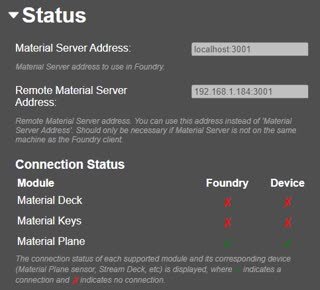 Status
Material Server Address: localhost:3001
Material Server address to use in Foundry.
Remote Material Server 192.168.1.184:3001
Address:
Remote Material Server address. You can use this address instead of 'Material
Server Address'. Should only be necessary if Material Server is not on the same
machine as the Foundry client.
Connection Status
Module Foundry Device
Material Deck ✗ ✗
Material Keys ✗ ✗
Material Plane ✓ ✓
The connection status of each supported module and its corresponding device
(Material Plane sensor, Stream Deck, etc) is displayed, where ✓ indicates a
connection and ✗ indicates no connection.